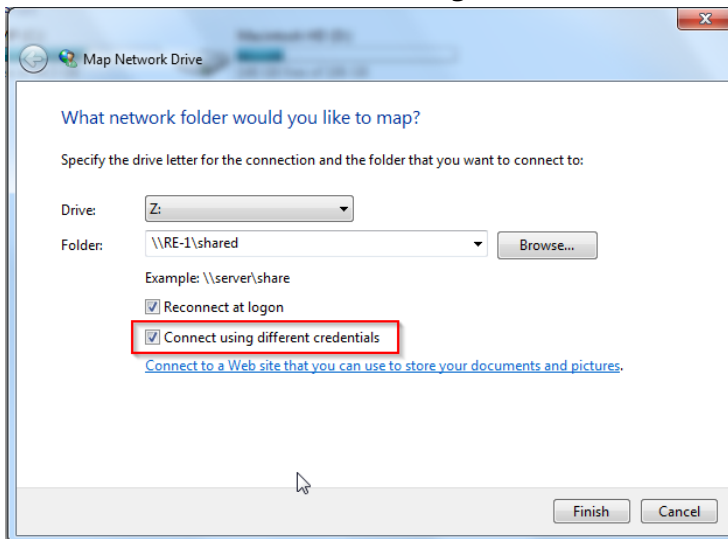 Map Network Drive
What network folder would you like to map?
Specify the drive letter for the connection and the folder that you want to connect to:
Drive: Z:
Folder: \\RE-1\shared Browse...
Example: \\server\share
Reconnect at logon
Connect using different credentials
Connect to a Web site that you can use to store your documents and pictures.
Finish Cancel